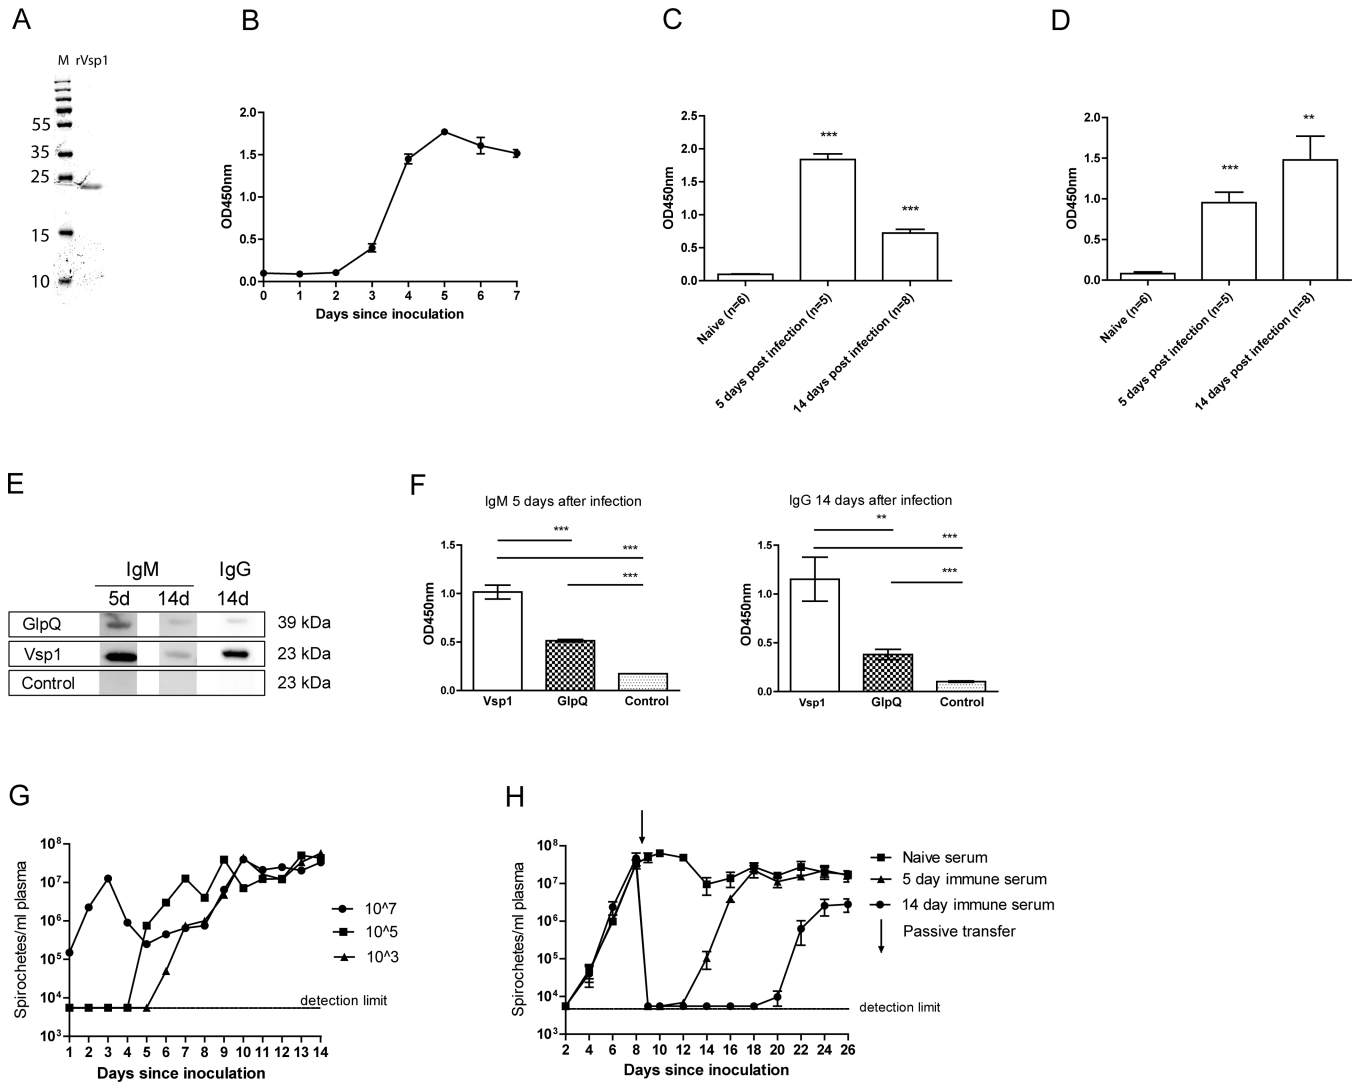 A
M rVsp1
55
35
25
15
10
B
2.0
1.5
1.0
0.5
0.0
OD450nm
0 1 2 3 4 5 6 7
Days since inoculation
C
2.5
2.0
1.5
1.0
0.5
0.0
OD450nm
***
***
Naive (n=6)
5 days post infection (n=5)
14 days post infection (n=8)
D
2.0
1.5
1.0
0.5
0.0
OD450nm
***
**
Naive (n=6)
5 days post infection (n=5)
14 days post infection (n=8)
E
IgM IgG
5d 14d 14d
GlpQ 39 kDa
Vsp1 23 kDa
Control 23 kDa
F
IgM 5 days after infection
***
***
***
1.5
1.0
0.5
0.0
OD450nm
Vsp1 GlpQ Control
IgG 14 days after infection
**
***
***
1.5
1.0
0.5
0.0
OD450nm
Vsp1 GlpQ Control
G
10^8
10^7
10^6
10^5
10^4
10^3
Spirochetes/ml plasma
10^7
10^5
10^3
detection limit
1 2 3 4 5 6 7 8 9 10 11 12 13 14
Days since inoculation
H
10^8
10^7
10^6
10^5
10^4
10^3
Spirochetes/ml plasma
Naive serum
5 day immune serum
14 day immune serum
Passive transfer
detection limit
2 4 6 8 10 12 14 16 18 20 22 24 26
Days since inoculation